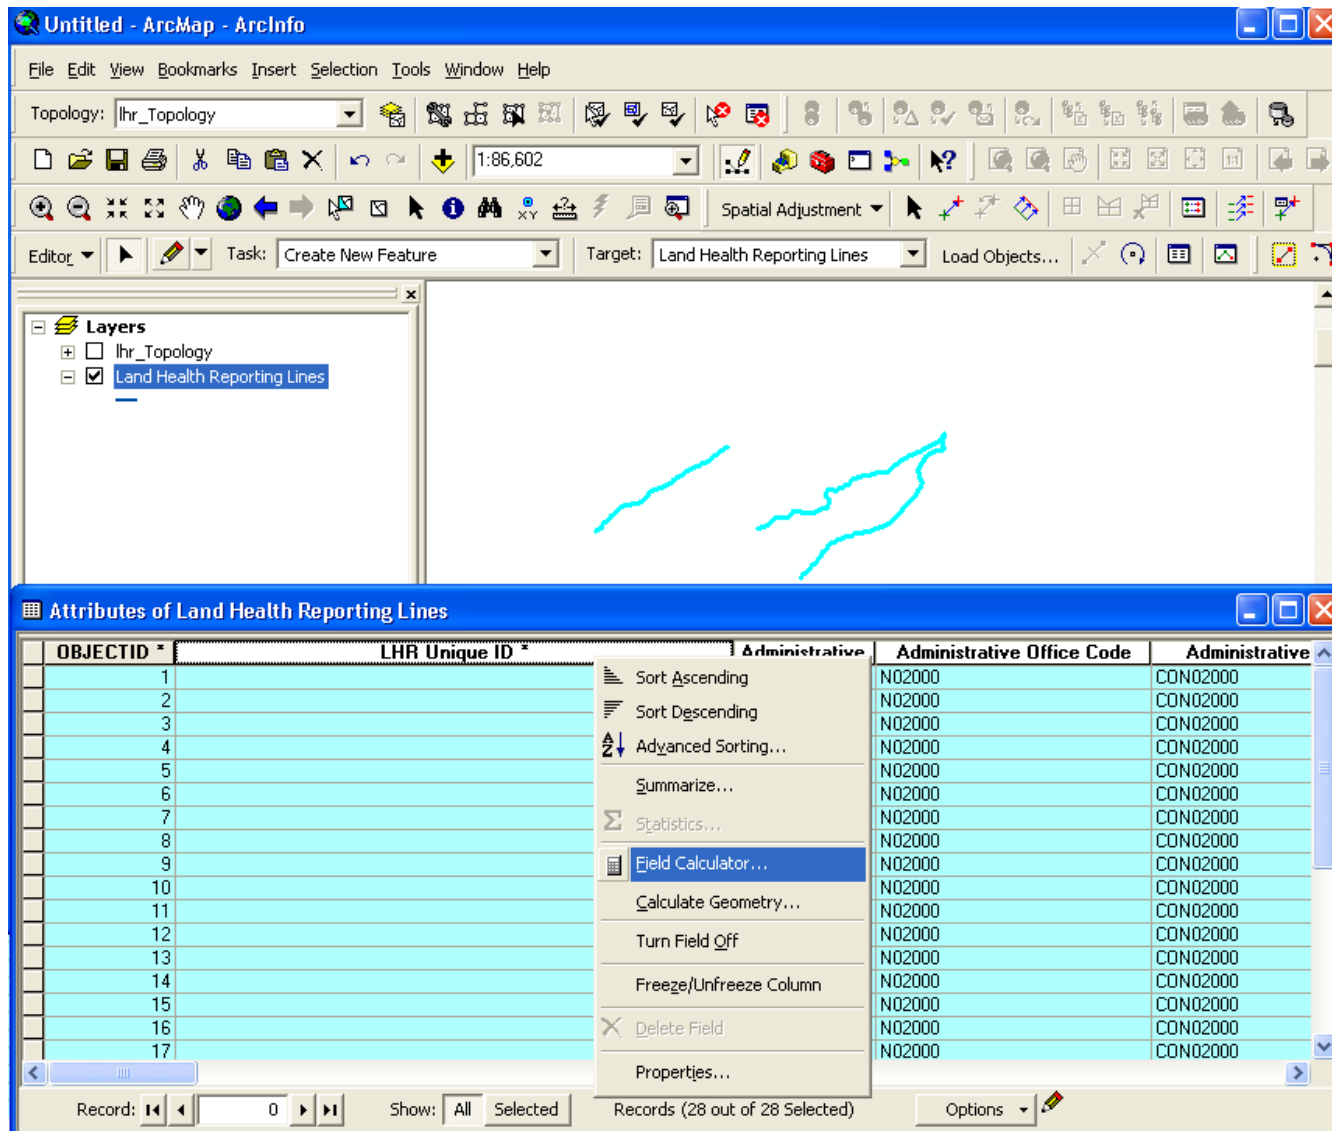 Untitled - ArcMap - ArcInfo
File Edit View Bookmarks Insert Selection Tools Window Help
Topology: lhr_Topology
1:86,602
Spatial Adjustment
Editor Task: Create New Feature Target: Land Health Reporting Lines Load Objects...
Layers
lhr_Topology
Land Health Reporting Lines
Attributes of Land Health Reporting Lines
OBJECTID * LHR Unique ID * Administrative Administrative Office Code Administrative
1 N02000 CON02000
2 N02000 CON02000
3 N02000 CON02000
4 N02000 CON02000
5 N02000 CON02000
6 N02000 CON02000
7 N02000 CON02000
8 N02000 CON02000
9 N02000 CON02000
10 N02000 CON02000
11 N02000 CON02000
12 N02000 CON02000
13 N02000 CON02000
14 N02000 CON02000
15 N02000 CON02000
16 N02000 CON02000
17 N02000 CON02000
Sort Ascending
Sort Descending
Advanced Sorting...
Summarize...
Statistics...
Field Calculator...
Calculate Geometry...
Turn Field Off
Freeze/Unfreeze Column
Delete Field
Properties...
Record: 0 Show: All Selected Records (28 out of 28 Selected) Options